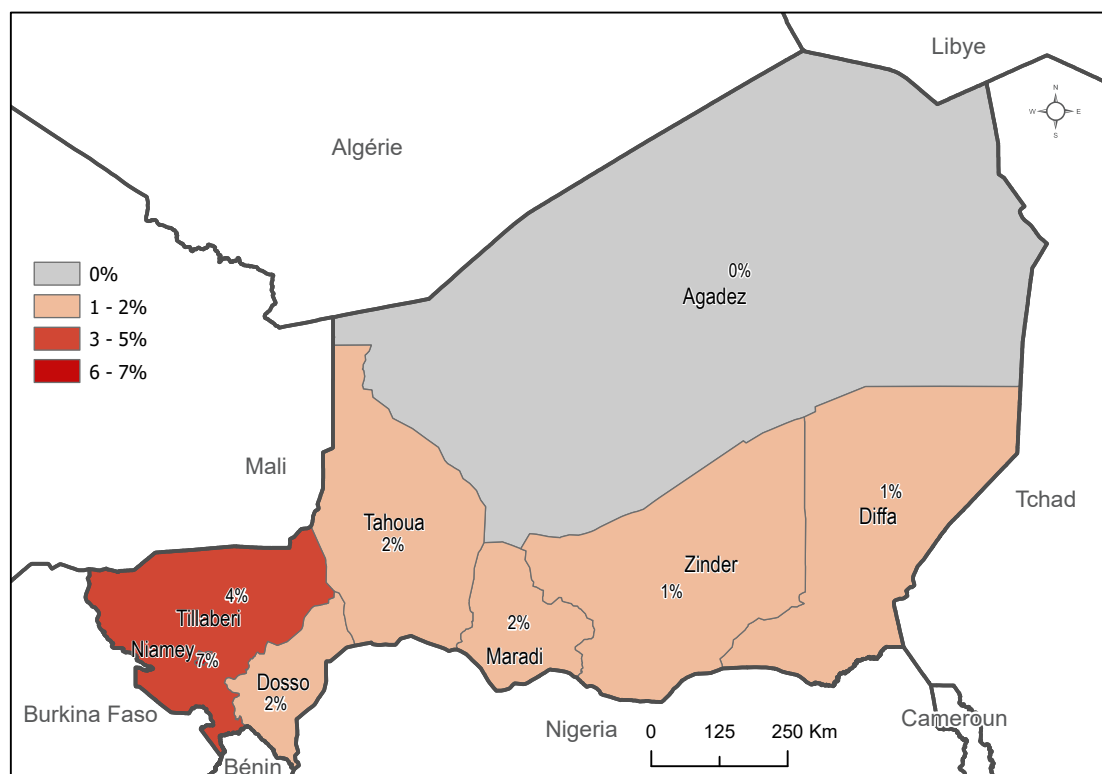 Libye
N
W E
S
Algérie
0%
1 - 2%
3 - 5%
6 - 7%
0%
Agadez
Mali
Tahoua
2%
1%
Diffa
Tchad
Zinder
1%
4%
Tillaberi
2%
Maradi
Niamey
7%
Dosso
2%
Burkina Faso
Nigeria
Cameroun
0 125 250 Km
Bénin